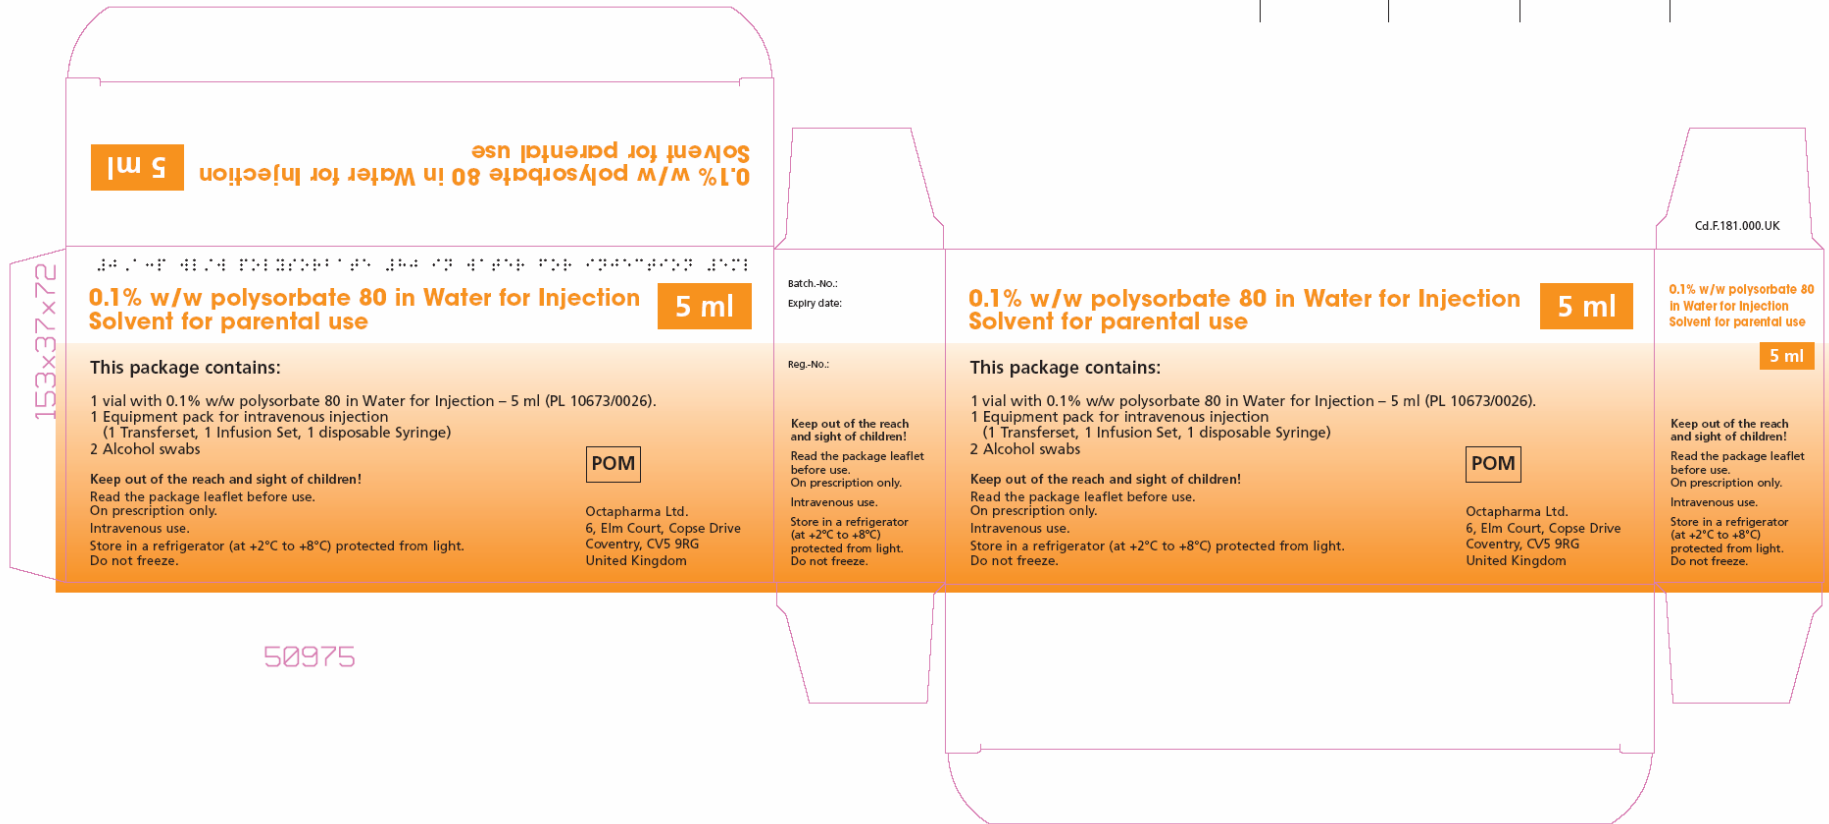 Solvent for parental use
0.1% w/w polysorbate 80 in Water for Injection
5 ml
153x37x72
0.1% w/w polysorbate 80 in Water for Injection
Solvent for parental use
5 ml
This package contains:
1 vial with 0.1% w/w polysorbate 80 in Water for Injection – 5 ml (PL 10673/0026).
1 Equipment pack for intravenous injection
(1 Transferset, 1 Infusion Set, 1 disposable Syringe)
2 Alcohol swabs
Keep out of the reach and sight of children!
Read the package leaflet before use.
On prescription only.
Intravenous use.
Store in a refrigerator (at +2°C to +8°C) protected from light.
Do not freeze.
POM
Octapharma Ltd.
6, Elm Court, Copse Drive
Coventry, CV5 9RG
United Kingdom
Batch.-No.:
Expiry date:
Reg.-No.:
Keep out of the reach
and sight of children!
Read the package leaflet
before use.
On prescription only.
Intravenous use.
Store in a refrigerator
(at +2°C to +8°C)
protected from light.
Do not freeze.
0.1% w/w polysorbate 80 in Water for Injection
Solvent for parental use
5 ml
This package contains:
1 vial with 0.1% w/w polysorbate 80 in Water for Injection – 5 ml (PL 10673/0026).
1 Equipment pack for intravenous injection
(1 Transferset, 1 Infusion Set, 1 disposable Syringe)
2 Alcohol swabs
Keep out of the reach and sight of children!
Read the package leaflet before use.
On prescription only.
Intravenous use.
Store in a refrigerator (at +2°C to +8°C) protected from light.
Do not freeze.
POM
Octapharma Ltd.
6, Elm Court, Copse Drive
Coventry, CV5 9RG
United Kingdom
Cd.F.181.000.UK
0.1% w/w polysorbate 80
in Water for Injection
Solvent for parental use
5 ml
Keep out of the reach
and sight of children!
Read the package leaflet
before use.
On prescription only.
Intravenous use.
Store in a refrigerator
(at +2°C to +8°C)
protected from light.
Do not freeze.
50975